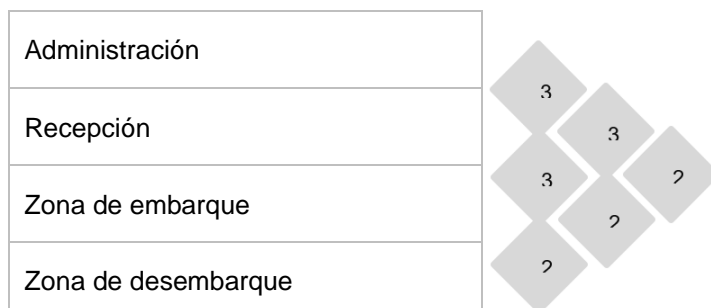 Administración
3
Recepción
3
3
2
Zona de embarque
2
Zona de desembarque
2